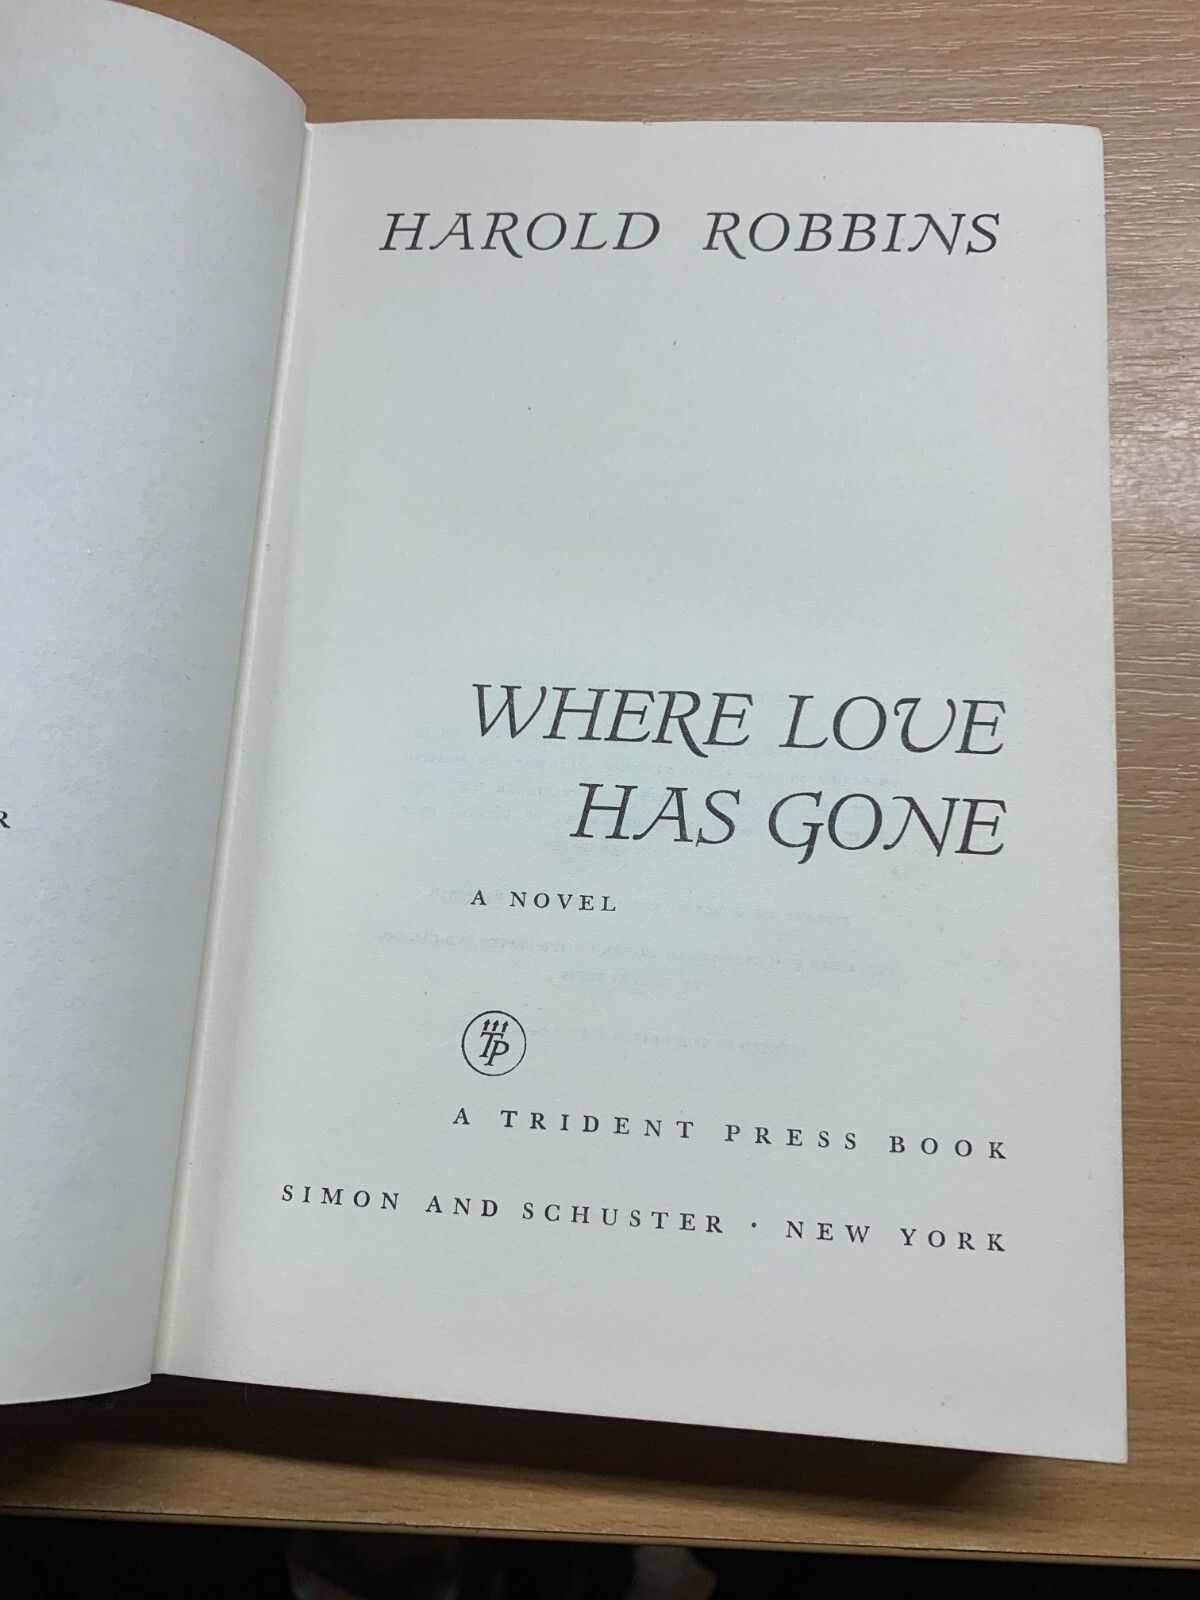 HAROLD ROBBINS
WHERE LOVE
HAS GONE
A NOVEL
TP
A TRIDENT PRESS BOOK
SIMON AND SCHUSTER · NEW YORK
R